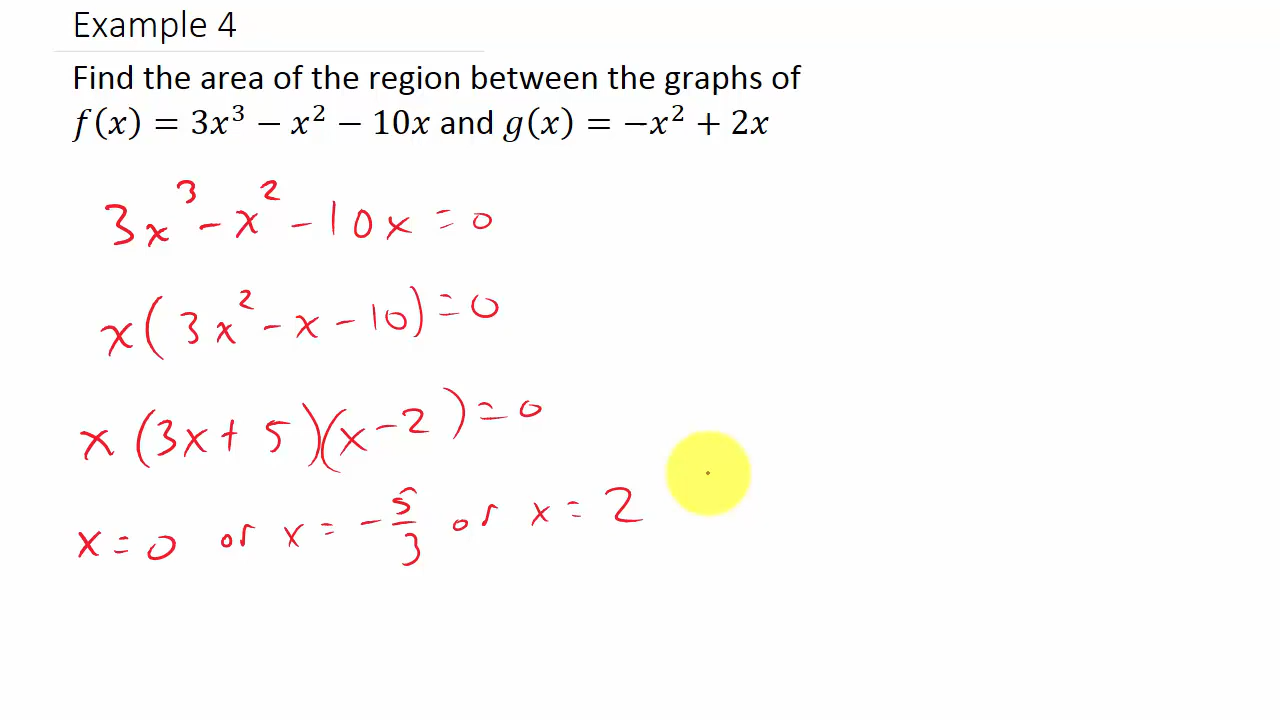 Example 4
Find the area of the region between the graphs of
f(x) = 3x³ − x² − 10x and g(x) = −x² + 2x
3x³ − x² − 10x = 0
x(3x² − x − 10) = 0
x(3x + 5)(x − 2) = 0
x = 0 or x = −5/3 or x = 2